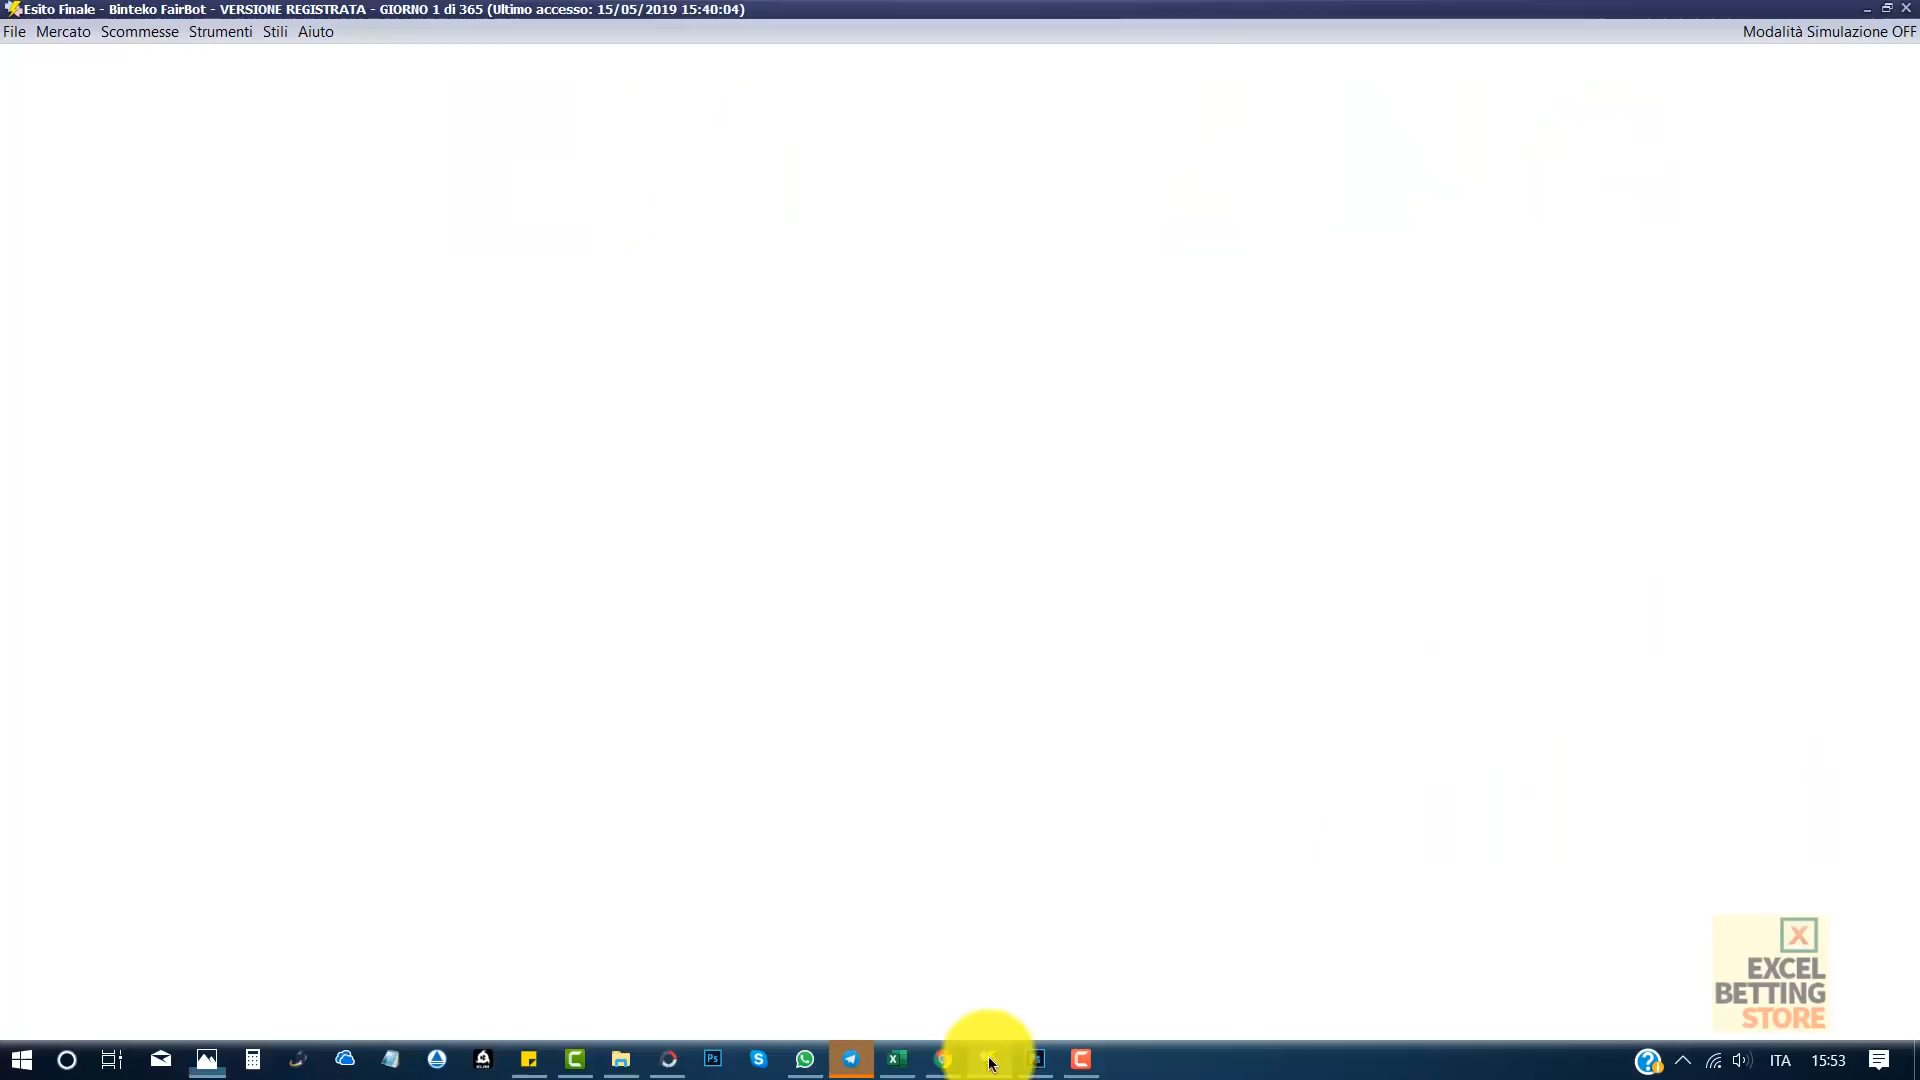 Esito Finale - Binteko FairBot - VERSIONE REGISTRATA - GIORNO 1 di 365 (Ultimo accesso: 15/05/2019 15:40:04)
File Mercato Scommesse Strumenti Stili Aiuto Modalità Simulazione OFF
X
EXCEL
BETTING
STORE
Ps
ITA 15:53